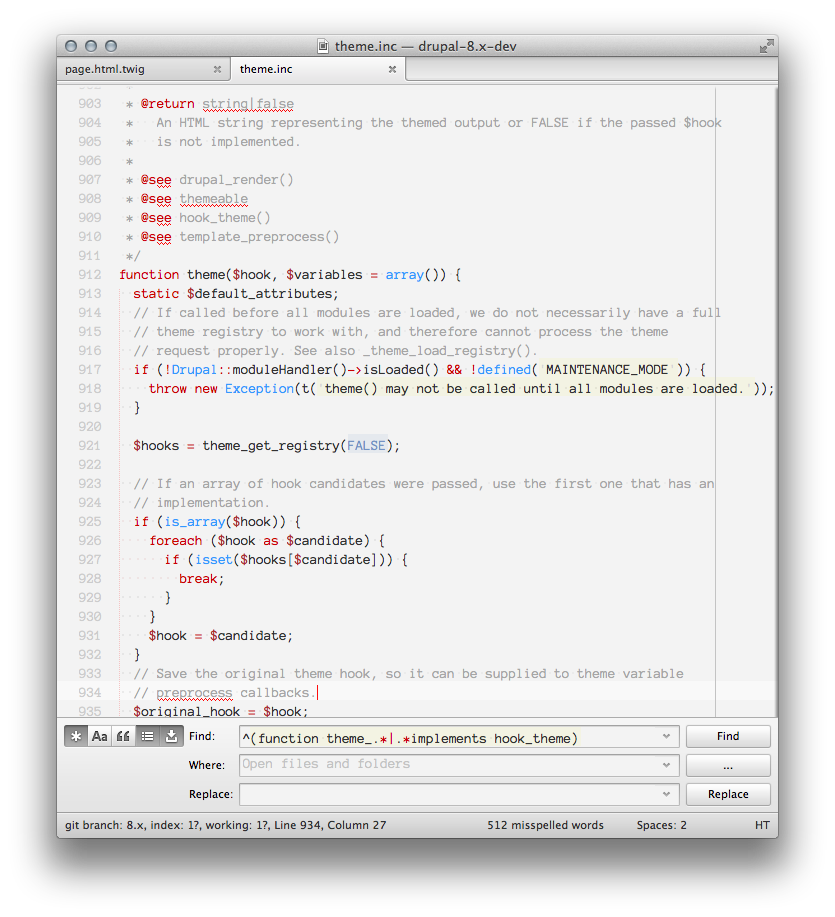 theme.inc — drupal-8.x-dev
page.html.twig
theme.inc
903 * @return string|false
904 *   An HTML string representing the themed output or FALSE if the passed $hook
905 *   is not implemented.
906 *
907 * @see drupal_render()
908 * @see themeable
909 * @see hook_theme()
910 * @see template_preprocess()
911 */
912 function theme($hook, $variables = array()) {
913   static $default_attributes;
914   // If called before all modules are loaded, we do not necessarily have a full
915   // theme registry to work with, and therefore cannot process the theme
916   // request properly. See also _theme_load_registry().
917   if (!Drupal::moduleHandler()->isLoaded() && !defined('MAINTENANCE_MODE')) {
918     throw new Exception(t('theme() may not be called until all modules are loaded.'));
919   }
920
921   $hooks = theme_get_registry(FALSE);
922
923   // If an array of hook candidates were passed, use the first one that has an
924   // implementation.
925   if (is_array($hook)) {
926     foreach ($hook as $candidate) {
927       if (isset($hooks[$candidate])) {
928         break;
929       }
930     }
931     $hook = $candidate;
932   }
933   // Save the original theme hook, so it can be supplied to theme variable
934   // preprocess callbacks.
935   $original_hook = $hook;
Aa Find: ^(function theme_.*|.*implements hook_theme) Find
Where: Open files and folders ...
Replace: Replace
git branch: 8.x, index: 1?, working: 1?, Line 934, Column 27 512 misspelled words Spaces: 2 HT